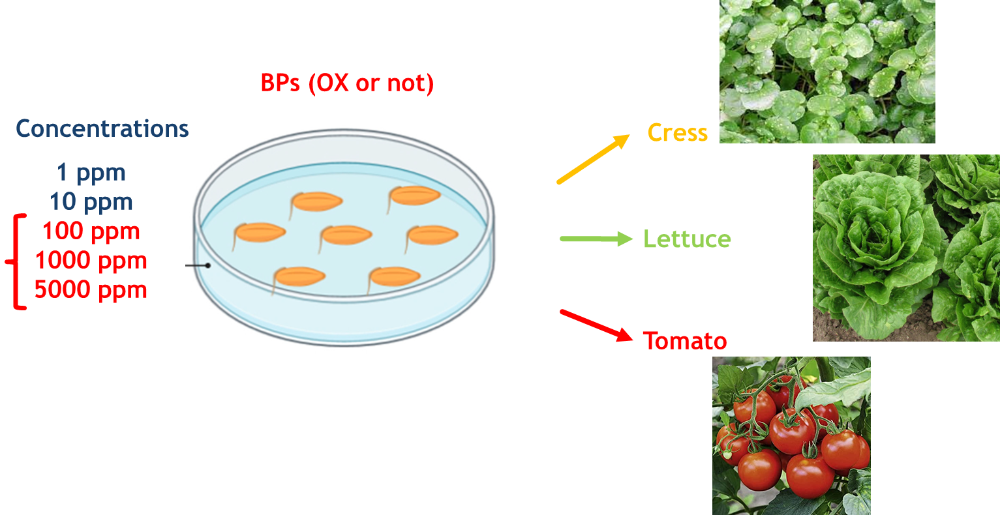 BPs (OX or not)
Concentrations
1 ppm
10 ppm
100 ppm
1000 ppm
5000 ppm
Cress
Lettuce
Tomato